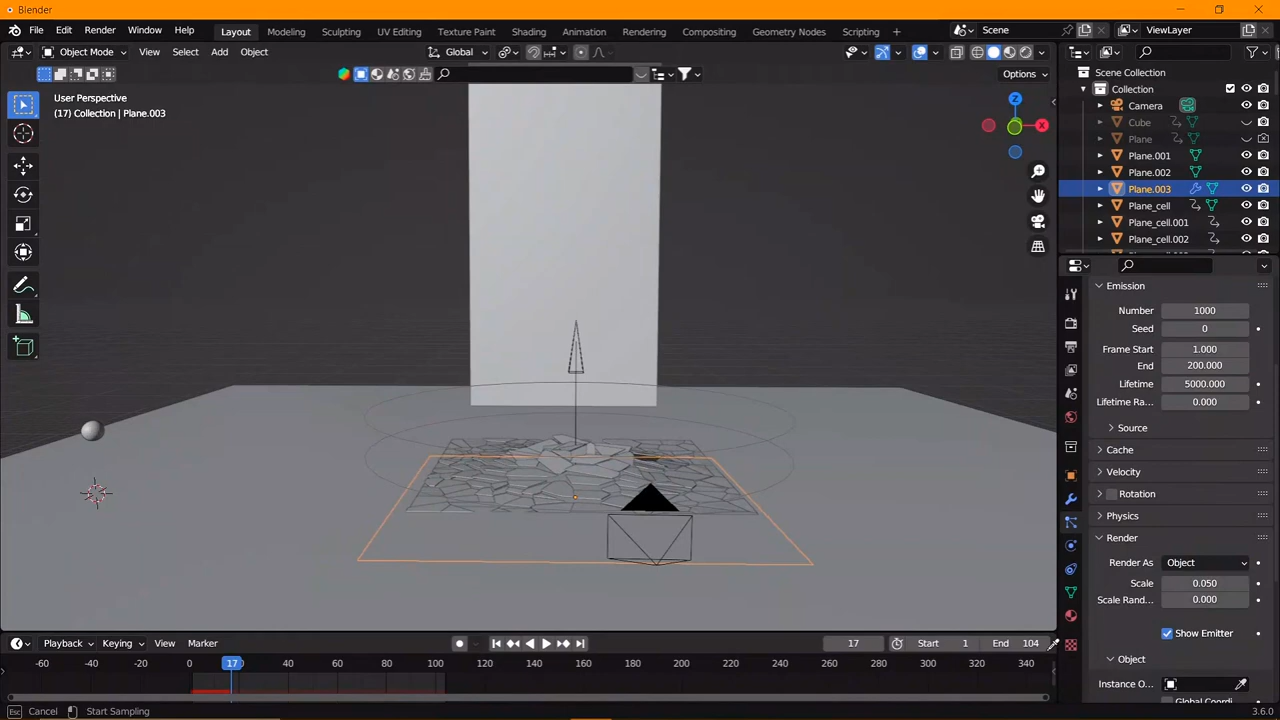 Blender
File Edit Render Window Help Layout Modeling Sculpting UV Editing Texture Paint Shading Animation Rendering Compositing Geometry Nodes Scripting + Scene ViewLayer
Object Mode View Select Add Object Global
Options
User Perspective
(17) Collection | Plane.003
Z
X
Scene Collection
Collection
Camera
Cube
Plane
Plane.001
Plane.002
Plane.003
Plane_cell
Plane_cell.001
Plane_cell.002
Emission
Number 1000
Seed 0
Frame Start 1.000
End 200.000
Lifetime 5000.000
Lifetime Ra... 0.000
Source
Cache
Velocity
Rotation
Physics
Render
Render As Object
Scale 0.050
Scale Rand... 0.000
Show Emitter
Object
Instance O...
Global Coordi
Playback Keying View Marker 17 Start 1 End 104
-60 -40 -20 0 17 40 60 80 100 120 140 160 180 200 220 240 260 280 300 320 340
Esc Cancel Start Sampling 3.6.0